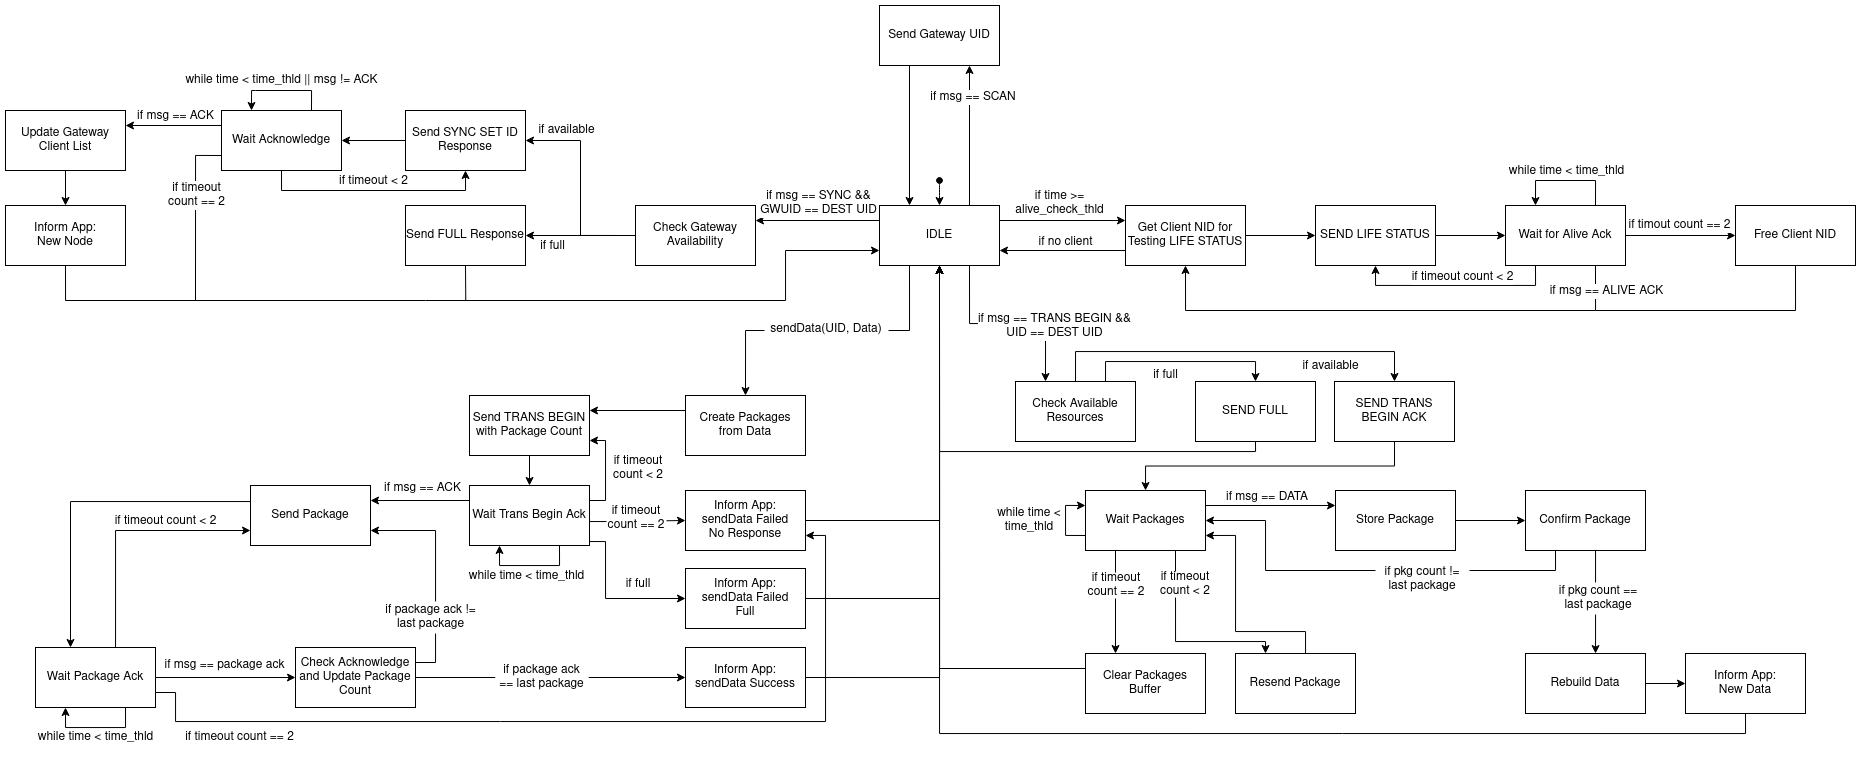 Send Gateway UID
while time < time_thld || msg != ACK
if msg == SCAN
if msg == ACK
Update Gateway
Client List
Wait Acknowledge
Send SYNC SET ID
Response
if available
if timeout < 2
if timeout
count == 2
if msg == SYNC &&
GWUID == DEST UID
if time >=
alive_check_thld
while time < time_thld
Inform App:
New Node
Send FULL Response
if full
Check Gateway
Availability
IDLE
if no client
Get Client NID for
Testing LIFE STATUS
SEND LIFE STATUS
Wait for Alive Ack
if timout count == 2
Free Client NID
if timeout count < 2
if msg == ALIVE ACK
sendData(UID, Data)
if msg == TRANS BEGIN &&
UID == DEST UID
if full
if available
Check Available
Resources
SEND FULL
SEND TRANS
BEGIN ACK
Send TRANS BEGIN
with Package Count
Create Packages
from Data
if timeout
count < 2
if msg == ACK
Send Package
if timeout count < 2
Wait Trans Begin Ack
if timeout
count == 2
Inform App:
sendData Failed
No Response
while time < time_thld
if full
Inform App:
sendData Failed
Full
while time <
time_thld
Wait Packages
if msg == DATA
Store Package
Confirm Package
if timeout
count == 2
if timeout
count < 2
if pkg count !=
last package
if pkg count ==
last package
if package ack !=
last package
Wait Package Ack
if msg == package ack
Check Acknowledge
and Update Package
Count
if package ack
== last package
Inform App:
sendData Success
Clear Packages
Buffer
Resend Package
Rebuild Data
Inform App:
New Data
while time < time_thld
if timeout count == 2